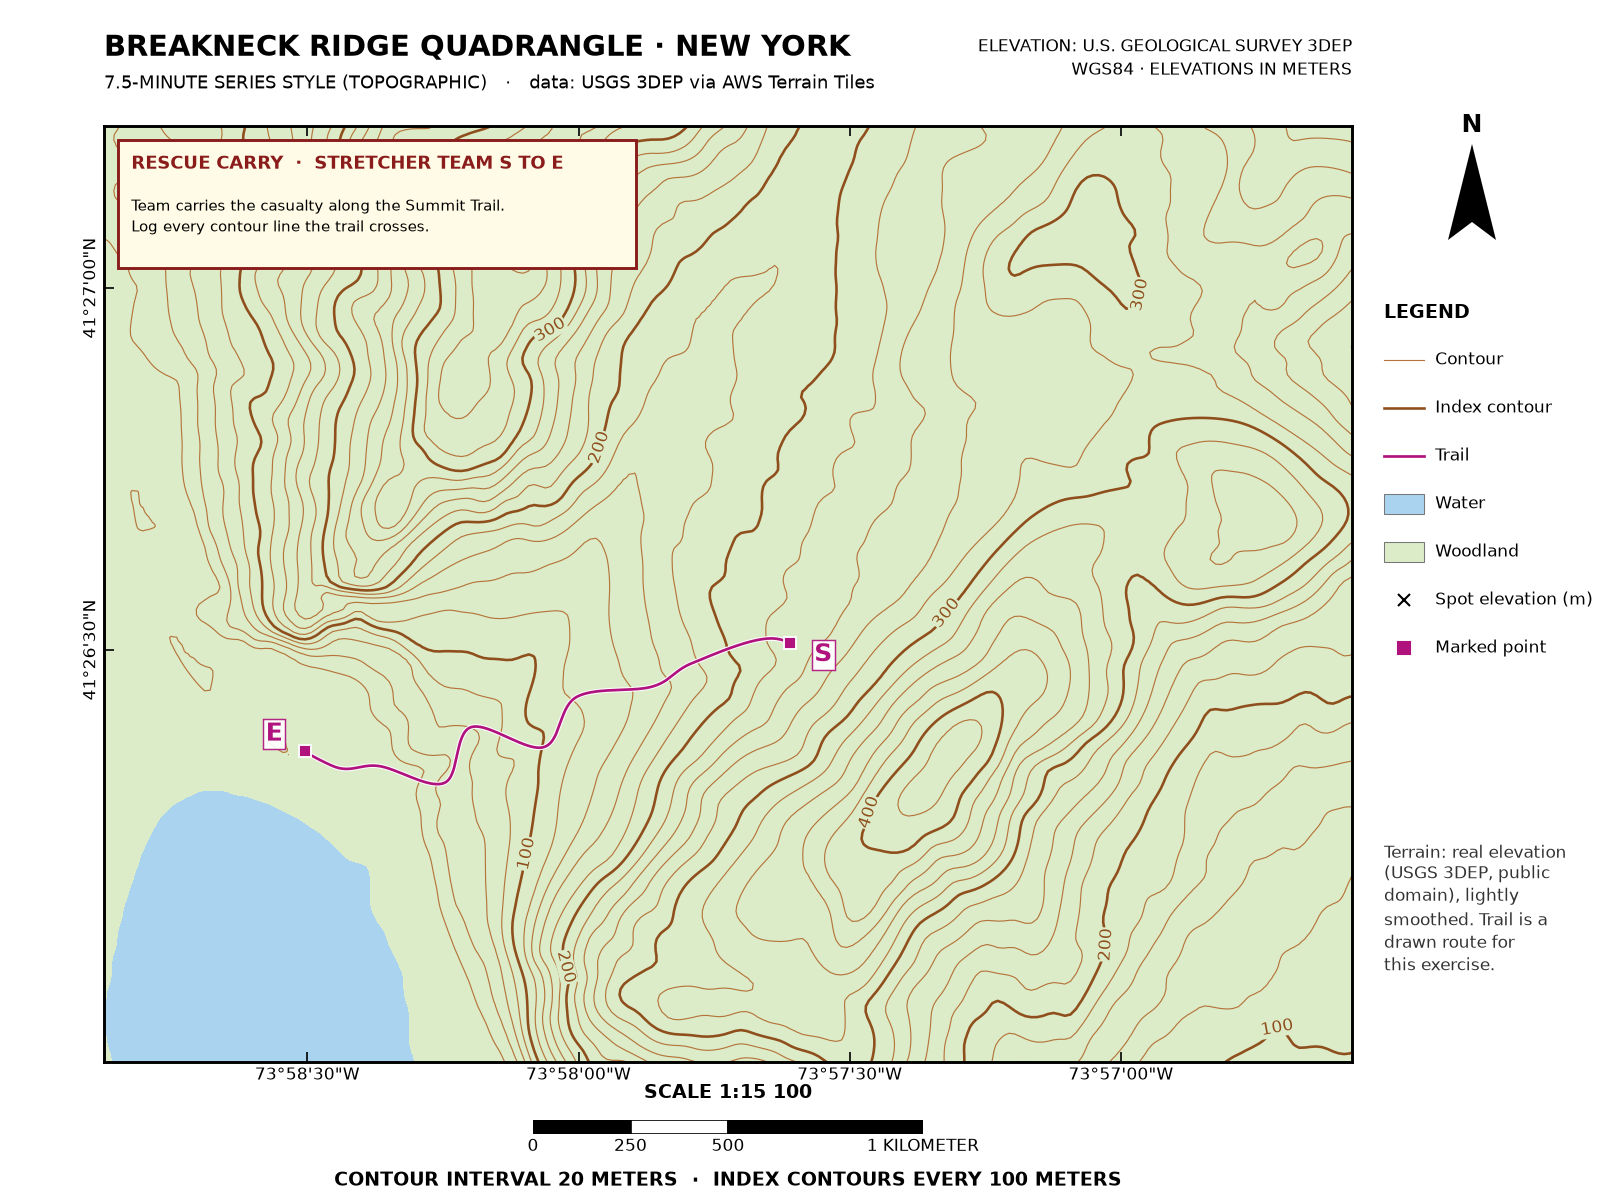 BREAKNECK RIDGE QUADRANGLE · NEW YORK
7.5-MINUTE SERIES STYLE (TOPOGRAPHIC) · data: USGS 3DEP via AWS Terrain Tiles
ELEVATION: U.S. GEOLOGICAL SURVEY 3DEP
WGS84 · ELEVATIONS IN METERS
RESCUE CARRY · STRETCHER TEAM S TO E
Team carries the casualty along the Summit Trail.
Log every contour line the trail crosses.
41°27'00"N
41°26'30"N
300
300
200
300
S
E
400
100
200
200
100
73°58'30"W
73°58'00"W
73°57'30"W
73°57'00"W
N
LEGEND
Contour
Index contour
Trail
Water
Woodland
Spot elevation (m)
Marked point
Terrain: real elevation
(USGS 3DEP, public
domain), lightly
smoothed. Trail is a
drawn route for
this exercise.
SCALE 1:15 100
0 250 500 1 KILOMETER
CONTOUR INTERVAL 20 METERS · INDEX CONTOURS EVERY 100 METERS